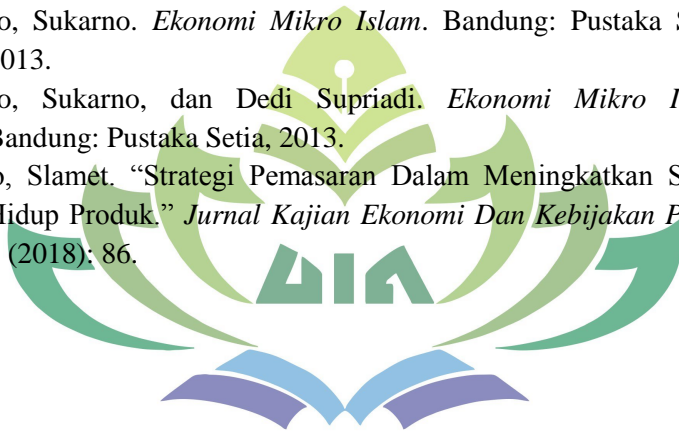 o, Sukarno. Ekonomi Mikro Islam. Bandung: Pustaka S
013.
o, Sukarno, dan Dedi Supriadi. Ekonomi Mikro I
Bandung: Pustaka Setia, 2013.
o, Slamet. “Strategi Pemasaran Dalam Meningkatkan S
Hidup Produk.” Jurnal Kajian Ekonomi Dan Kebijakan P
(2018): 86.
UIN